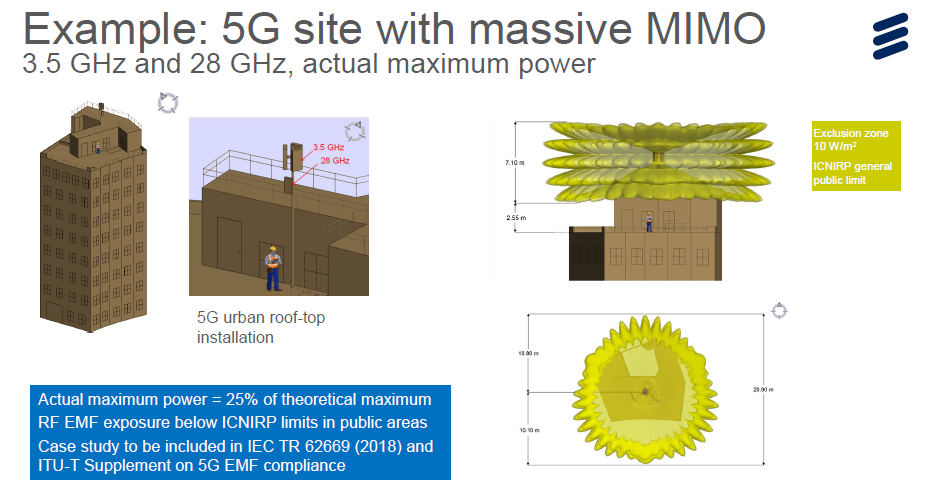 Example: 5G site with massive MIMO
3.5 GHz and 28 GHz, actual maximum power
3.5 GHz
28 GHz
5G urban roof-top
installation
7.10 m
2.55 m
Exclusion zone
10 W/m²
ICNIRP general
public limit
10.80 m
20.90 m
10.10 m
Actual maximum power = 25% of theoretical maximum
RF EMF exposure below ICNIRP limits in public areas
Case study to be included in IEC TR 62669 (2018) and
ITU-T Supplement on 5G EMF compliance